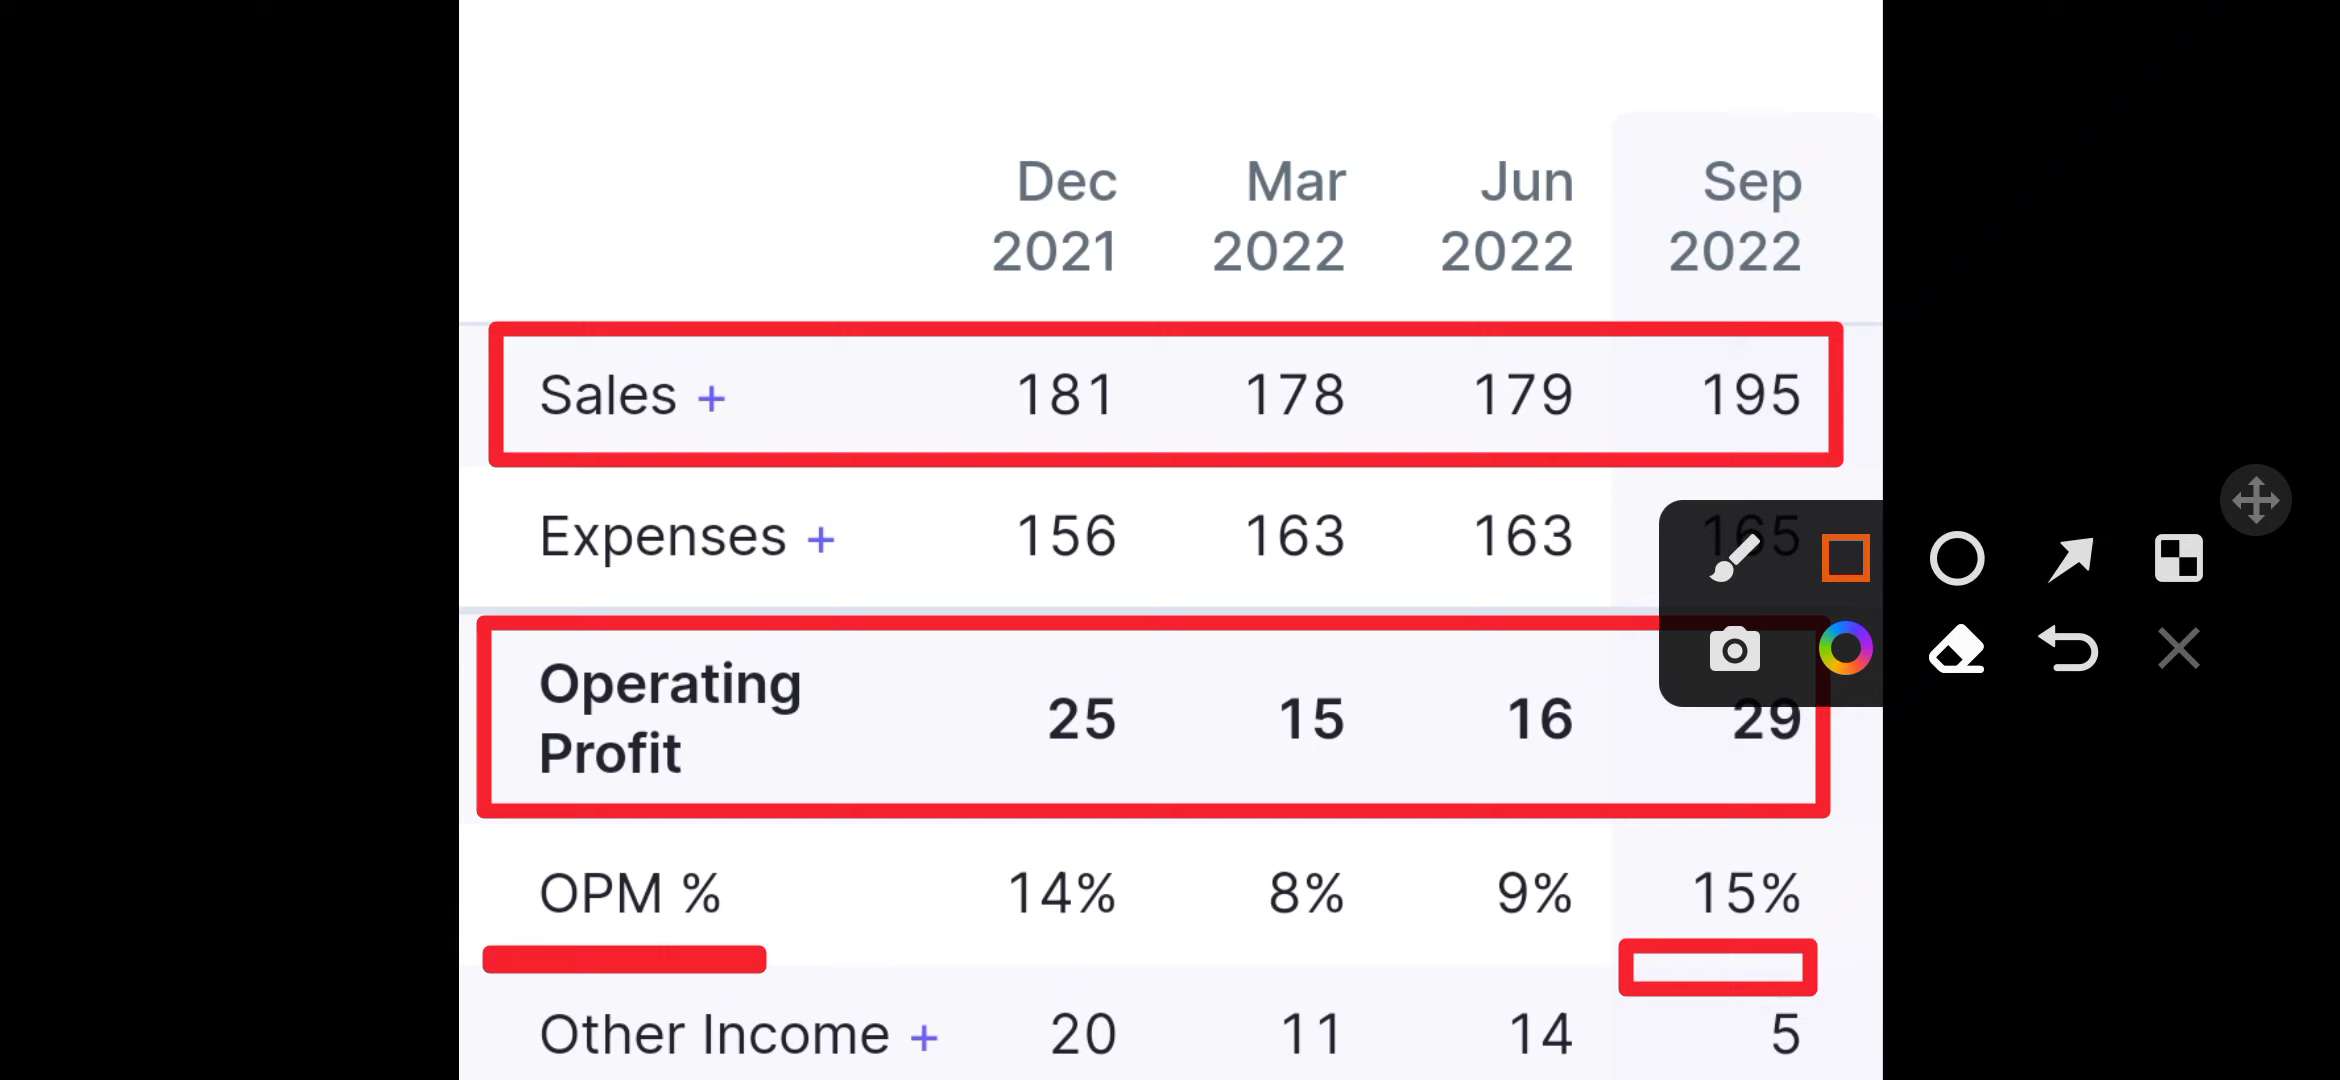 Dec Mar Jun Sep
2021 2022 2022 2022
Sales + 181 178 179 195
Expenses + 156 163 163 165
Operating
Profit 25 15 16 29
OPM % 14% 8% 9% 15%
Other Income + 20 11 14 5